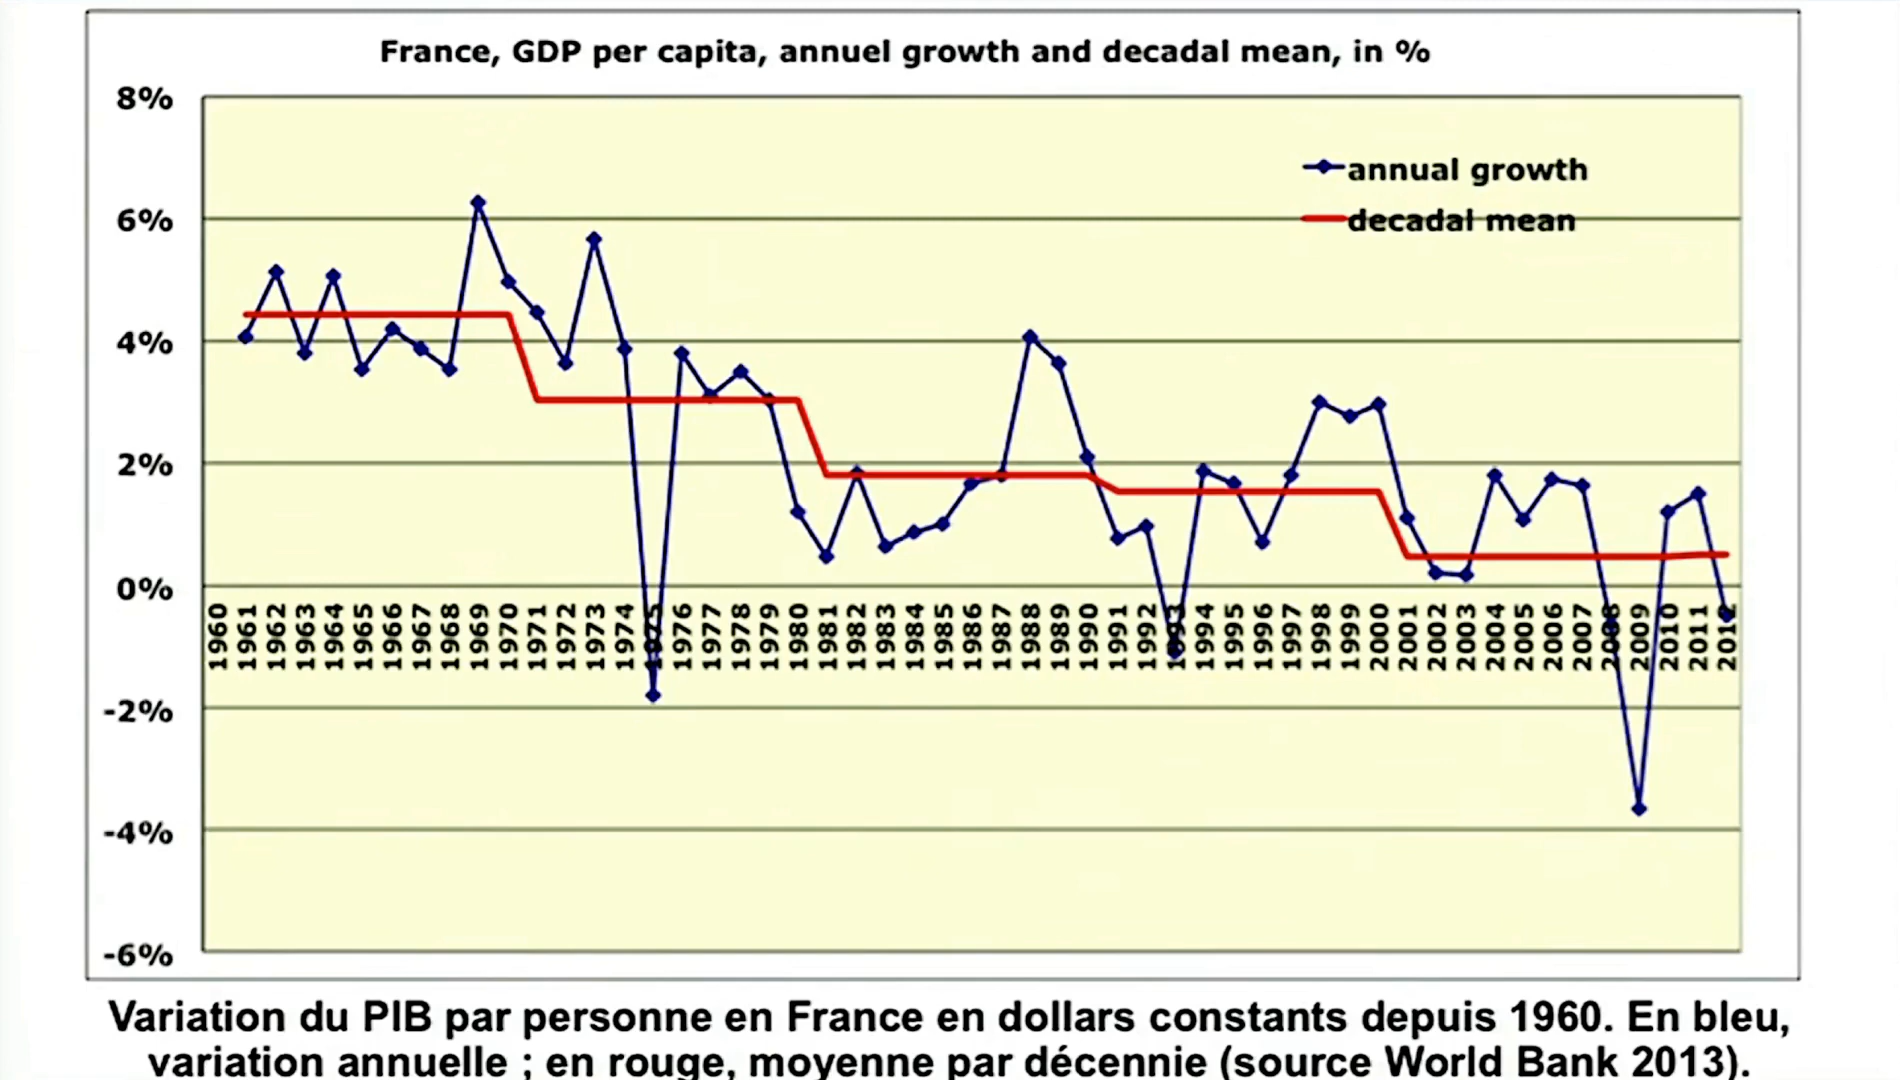 France, GDP per capita, annuel growth and decadal mean, in %
8%
annual growth
6%
decadal mean
4%
2%
0%
1960 1961 1962 1963 1964 1965 1966 1967 1968 1969 1970 1971 1972 1973 1974 1975 1976 1977 1978 1979 1980 1981 1982 1983 1984 1985 1986 1987 1988 1989 1990 1991 1992 1993 1994 1995 1996 1997 1998 1999 2000 2001 2002 2003 2004 2005 2006 2007 2008 2009 2010 2011 2012
-2%
-4%
-6%
Variation du PIB par personne en France en dollars constants depuis 1960. En bleu,
variation annuelle ; en rouge, moyenne par décennie (source World Bank 2013).